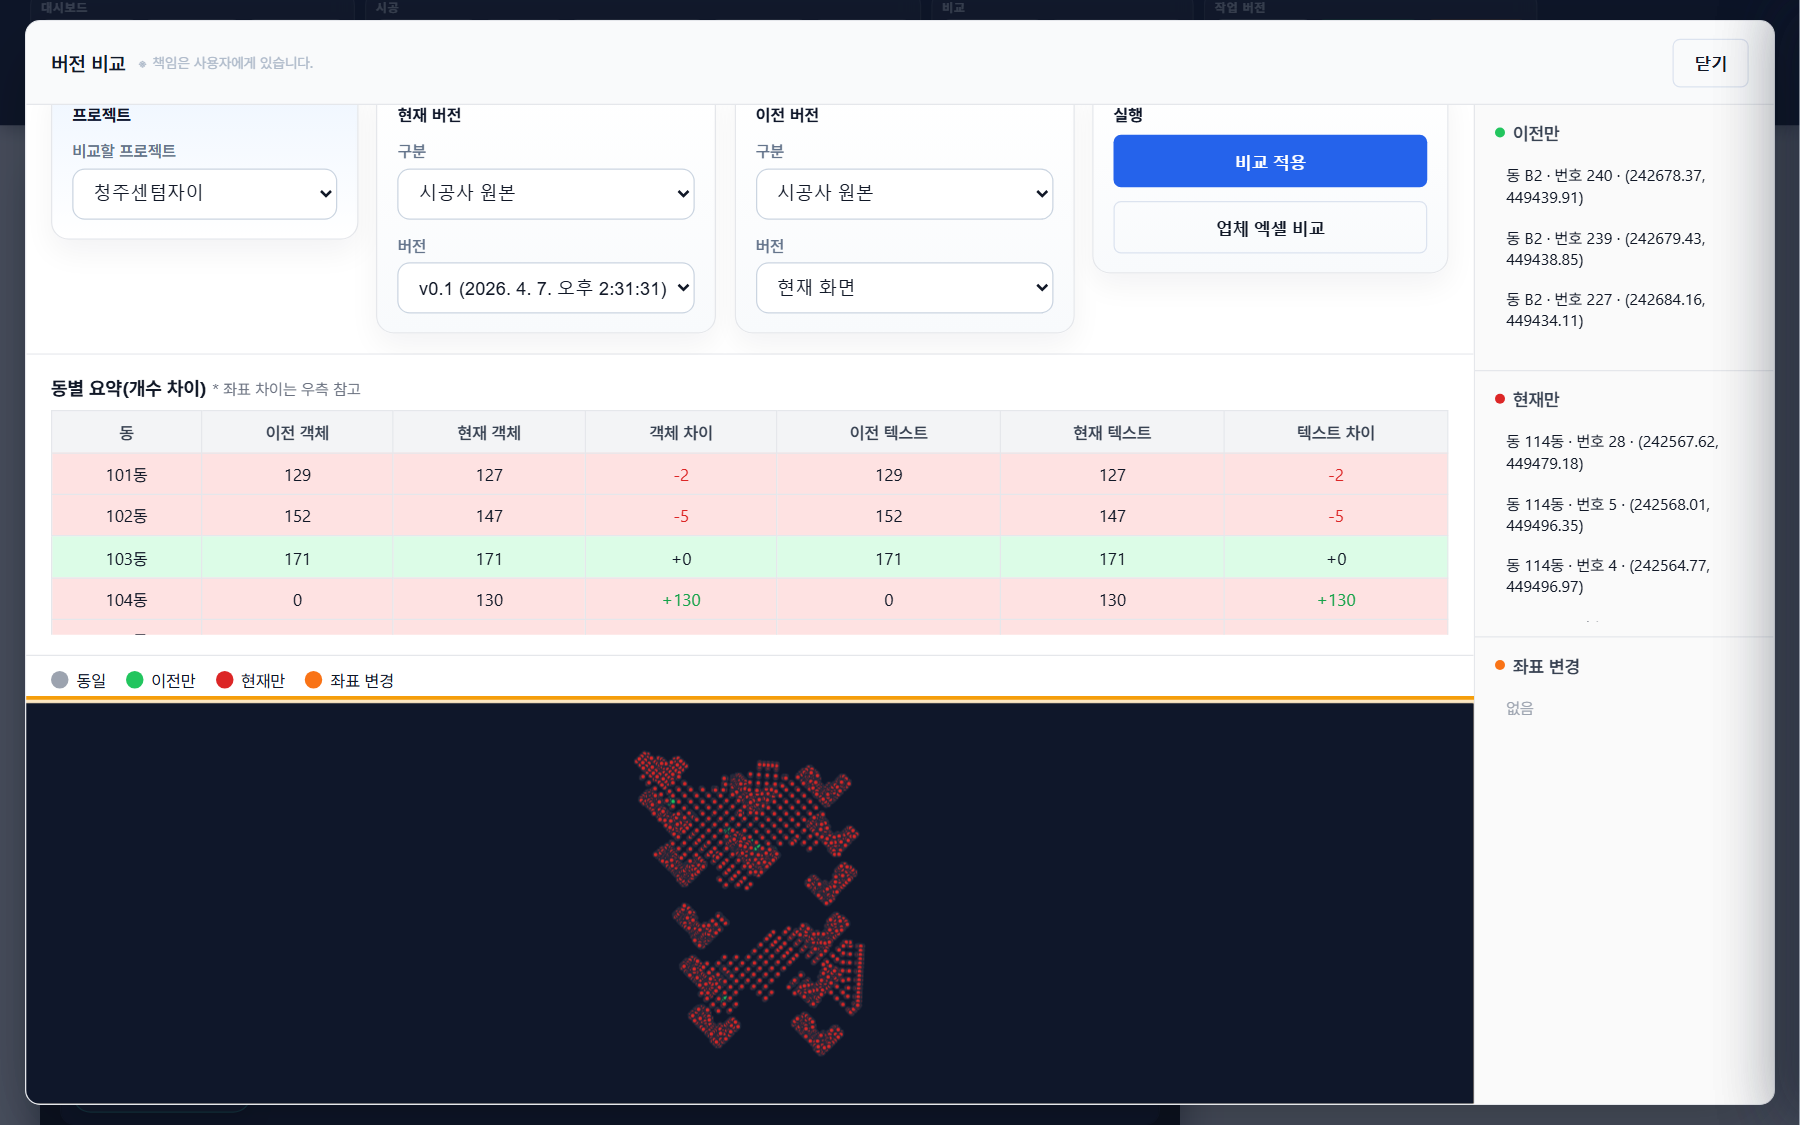 대시보드
시공
비교
작업 버전
버전 비교
책임은 사용자에게 있습니다.
닫기
프로젝트
비교할 프로젝트
청주센텀자이
현재 버전
구분
시공사 원본
버전
v0.1 (2026. 4. 7. 오후 2:31:31)
이전 버전
구분
시공사 원본
버전
현재 화면
실행
비교 적용
업체 엑셀 비교
동별 요약(개수 차이) * 좌표 차이는 우측 참고
동 이전 객체 현재 객체 객체 차이 이전 텍스트 현재 텍스트 텍스트 차이
101동 129 127 -2 129 127 -2
102동 152 147 -5 152 147 -5
103동 171 171 +0 171 171 +0
104동 0 130 +130 0 130 +130
동일 이전만 현재만 좌표 변경
이전만
동 B2 · 번호 240 · (242678.37,
449439.91)
동 B2 · 번호 239 · (242679.43,
449438.85)
동 B2 · 번호 227 · (242684.16,
449434.11)
현재만
동 114동 · 번호 28 · (242567.62,
449479.18)
동 114동 · 번호 5 · (242568.01,
449496.35)
동 114동 · 번호 4 · (242564.77,
449496.97)
좌표 변경
없음